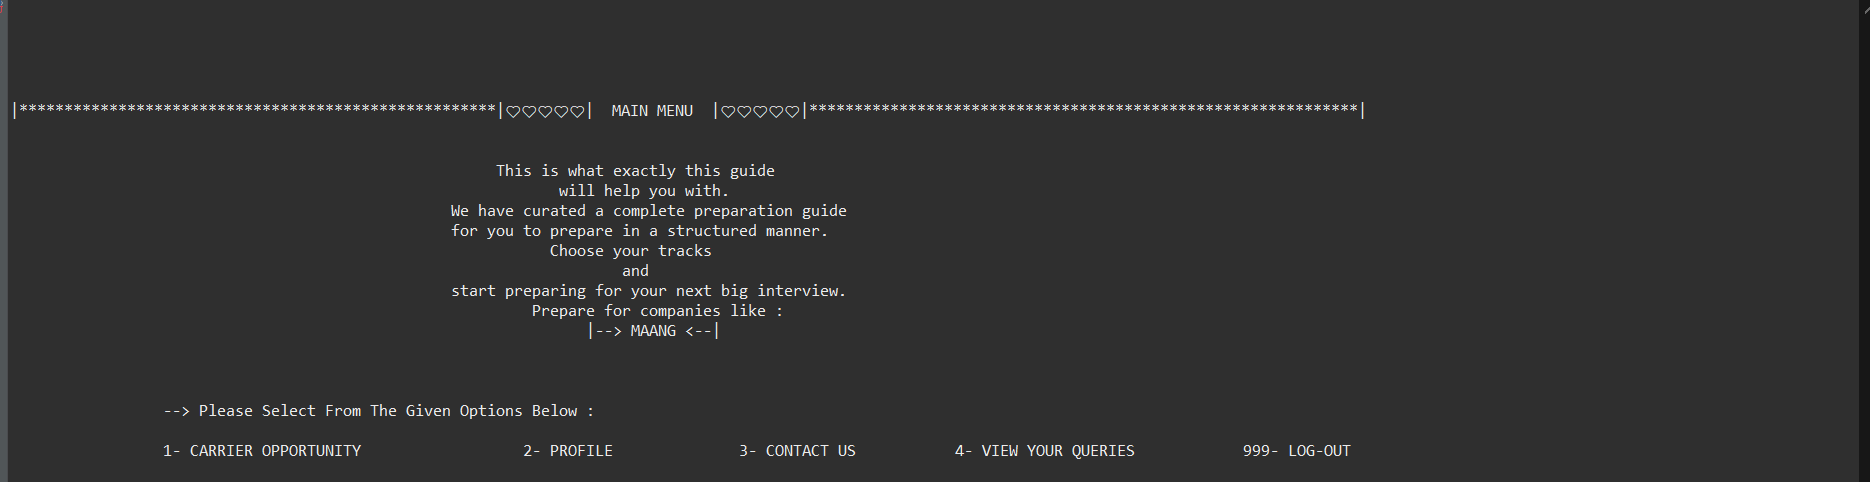 |*****************************************************|♡♡♡♡♡|  MAIN MENU  |♡♡♡♡♡|*************************************************************|
This is what exactly this guide
will help you with.
We have curated a complete preparation guide
for you to prepare in a structured manner.
Choose your tracks
and
start preparing for your next big interview.
Prepare for companies like :
|--> MAANG <--|
--> Please Select From The Given Options Below :
1- CARRIER OPPORTUNITY 2- PROFILE 3- CONTACT US 4- VIEW YOUR QUERIES 999- LOG-OUT